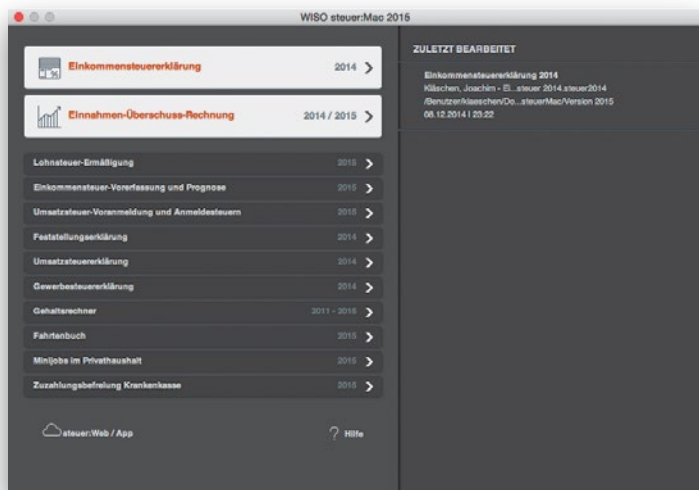 WISO steuer:Mac 2015
Einkommensteuererklärung 2014
Einnahmen-Überschuss-Rechnung 2014 / 2015
Lohnsteuer-Ermäßigung 2015
Einkommensteuer-Vorerfassung und Prognose 2015
Umsatzsteuer-Voranmeldung und Anmeldesteuern 2015
Feststellungserklärung 2014
Umsatzsteuererklärung 2014
Gewerbesteuererklärung 2014
Gehaltsrechner 2011 - 2015
Fahrtenbuch 2015
Minijobs im Privathaushalt 2015
Zuzahlungsbefreiung Krankenkasse 2015
steuer:Web / App
? Hilfe
ZULETZT BEARBEITET
Einkommensteuererklärung 2014
Kläschen, Joachim - Ei...steuer 2014.steuer2014
/Benutzer/klaeschen/Do...steuerMac/Version 2015
08.12.2014 | 23:22